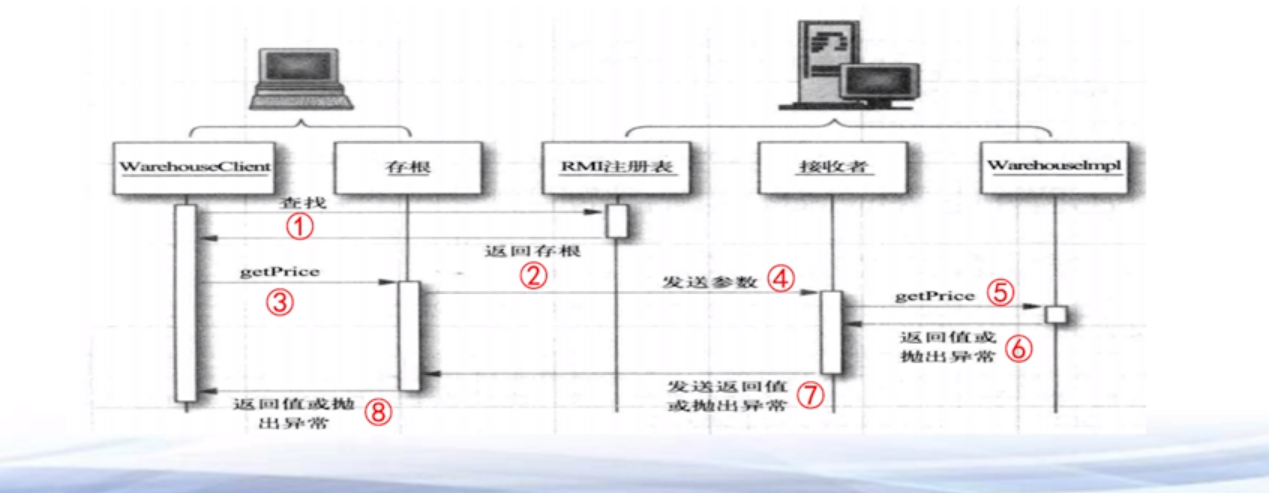 WarehouseClient
存根
RMI注册表
接收者
WarehouseImpl
查找
①
返回存根
②
getPrice
③
发送参数 ④
getPrice ⑤
返回值或
抛出异常 ⑥
发送返回值
或抛出异常 ⑦
返回值或抛
出异常 ⑧